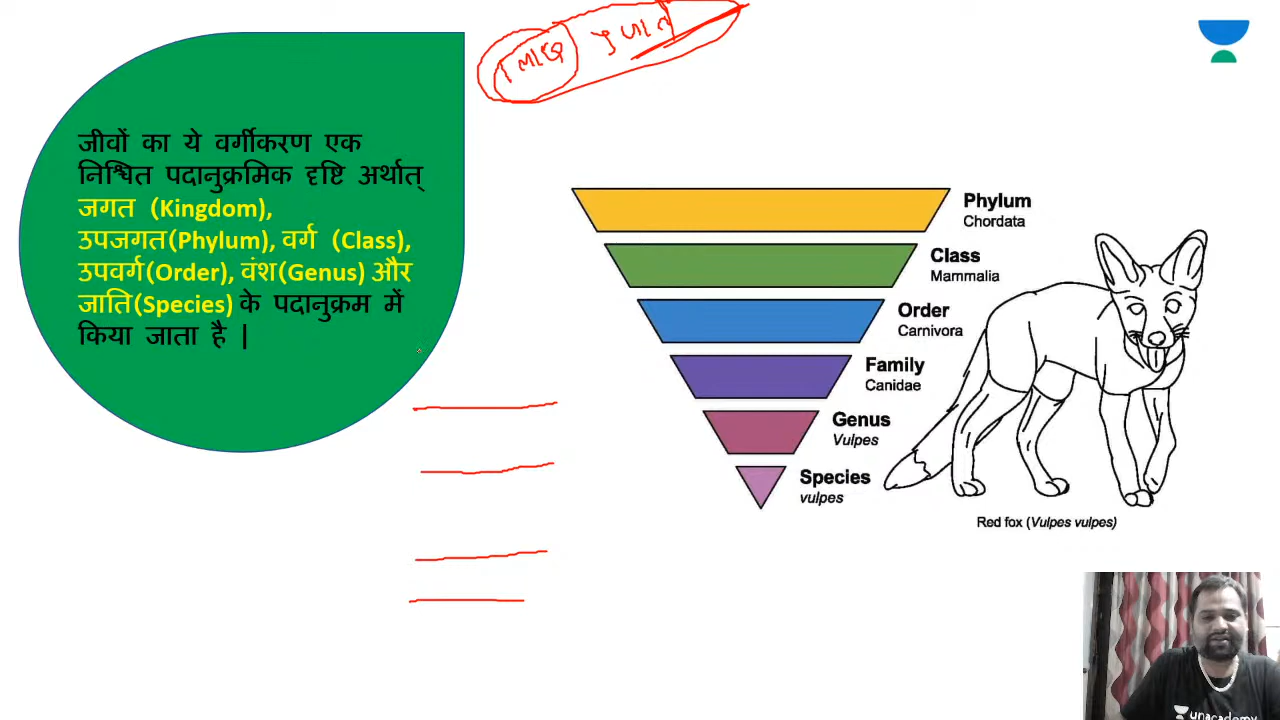 जीवों का ये वर्गीकरण एक
निश्चित पदानुक्रमिक दृष्टि अर्थात्
जगत (Kingdom),
उपजगत(Phylum), वर्ग (Class),
उपवर्ग(Order), वंश(Genus) और
जाति(Species) के पदानुक्रम में
किया जाता है |
Phylum
Chordata
Class
Mammalia
Order
Carnivora
Family
Canidae
Genus
Vulpes
Species
vulpes
Red fox (Vulpes vulpes)
unacademy